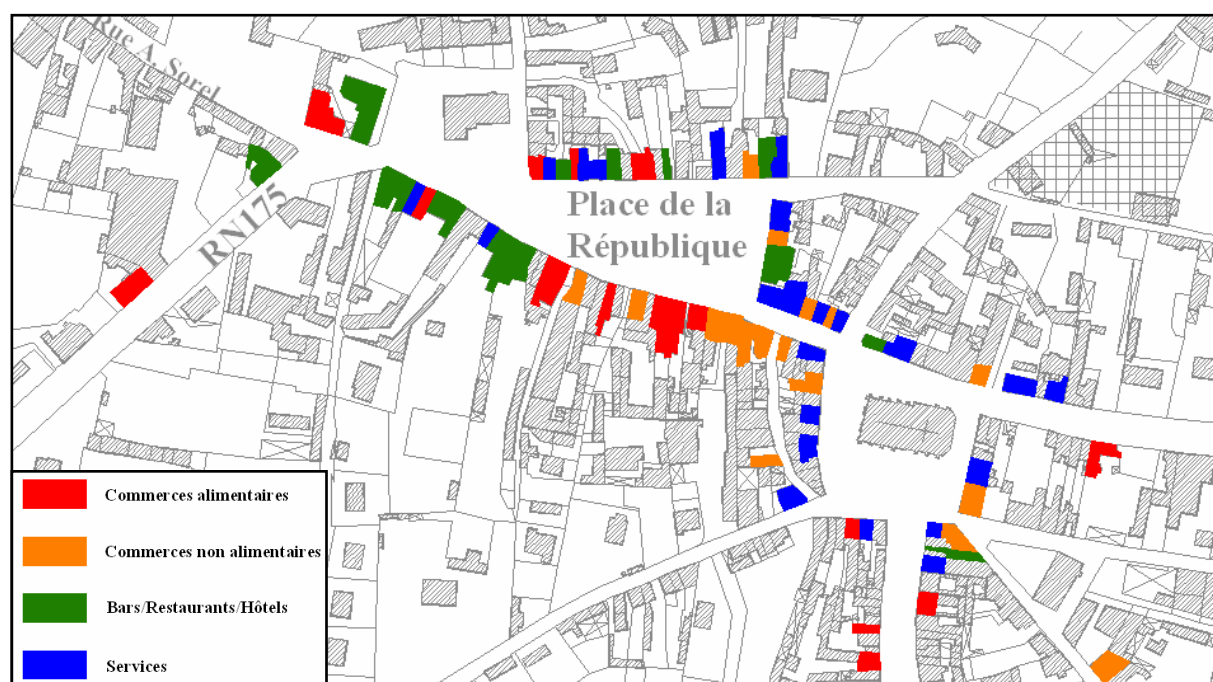 Rue A. Sorel
RN175
Place de la
République
Commerces alimentaires
Commerces non alimentaires
Bars/Restaurants/Hôtels
Services